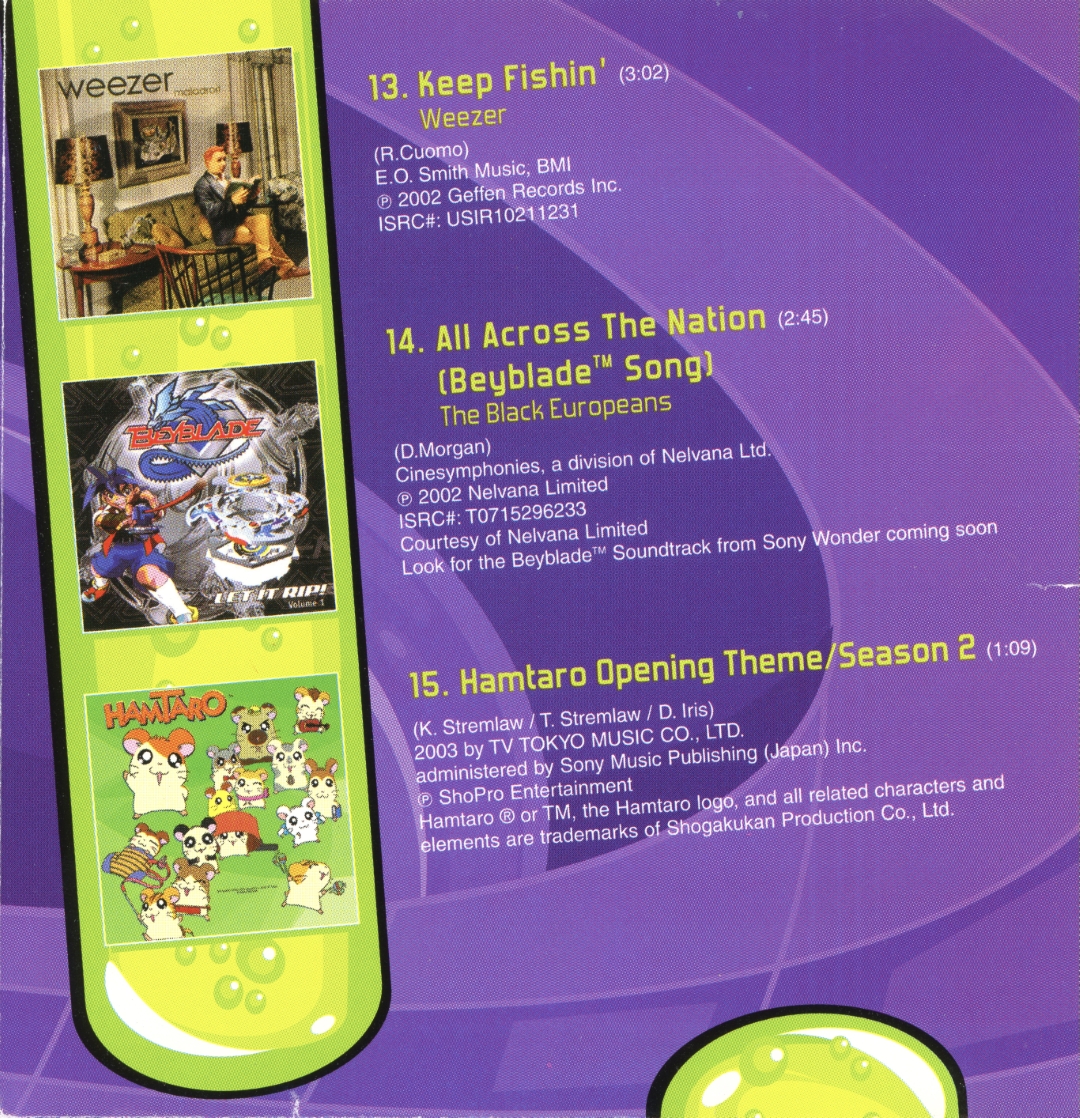 weezer
maladroit
13. Keep Fishin' (3:02)
Weezer
(R.Cuomo)
E.O. Smith Music, BMI
℗ 2002 Geffen Records Inc.
ISRC#: USIR10211231
BEYBLADE
LET IT RIP!
Volume 1
14. All Across The Nation (2:45)
(Beyblade™ Song)
The Black Europeans
(D.Morgan)
Cinesymphonies, a division of Nelvana Ltd.
℗ 2002 Nelvana Limited
ISRC#: T0715296233
Courtesy of Nelvana Limited
Look for the Beyblade™ Soundtrack from Sony Wonder coming soon
HAMTARO™
15. Hamtaro Opening Theme/Season 2 (1:09)
(K. Stremlaw / T. Stremlaw / D. Iris)
2003 by TV TOKYO MUSIC CO., LTD.
administered by Sony Music Publishing (Japan) Inc.
℗ ShoPro Entertainment
Hamtaro ® or TM, the Hamtaro logo, and all related characters and
elements are trademarks of Shogakukan Production Co., Ltd.